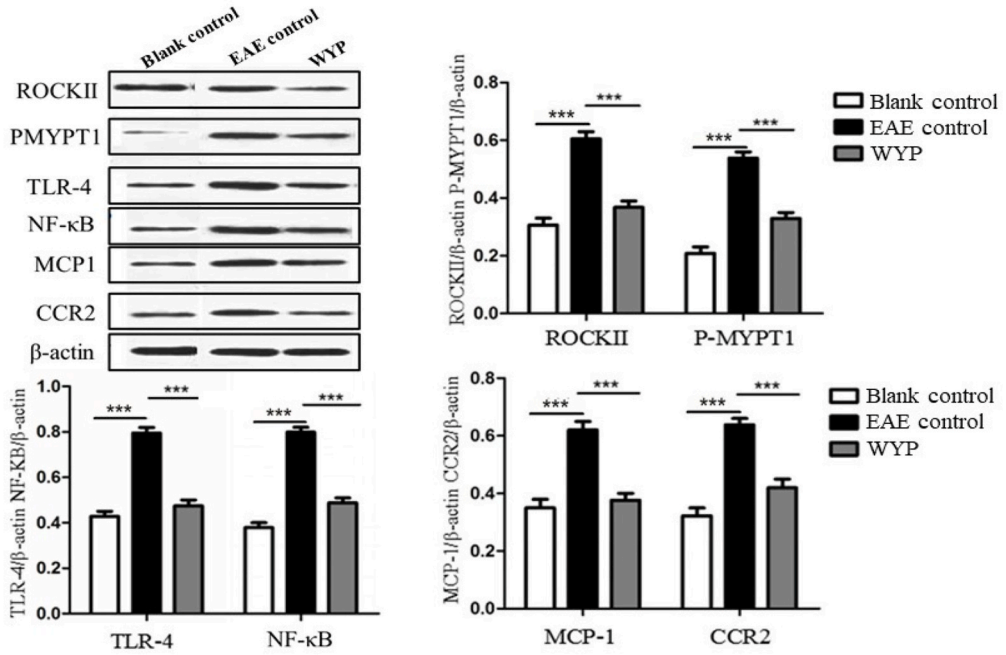 Blank control
EAE control
WYP
ROCKII
PMYPT1
TLR-4
NF-κB
MCP1
CCR2
β-actin
ROCKII/β-actin P-MYPT1/β-actin
0.8
0.6
0.4
0.2
0.0
***
***
***
***
ROCKII
P-MYPT1
Blank control
EAE control
WYP
TLR-4/β-actin NF-KB/β-actin
1.0
0.8
0.6
0.4
0.2
0.0
***
***
***
***
TLR-4
NF-κB
MCP-1/β-actin CCR2/β-actin
0.8
0.6
0.4
0.2
0.0
***
***
***
***
MCP-1
CCR2
Blank control
EAE control
WYP